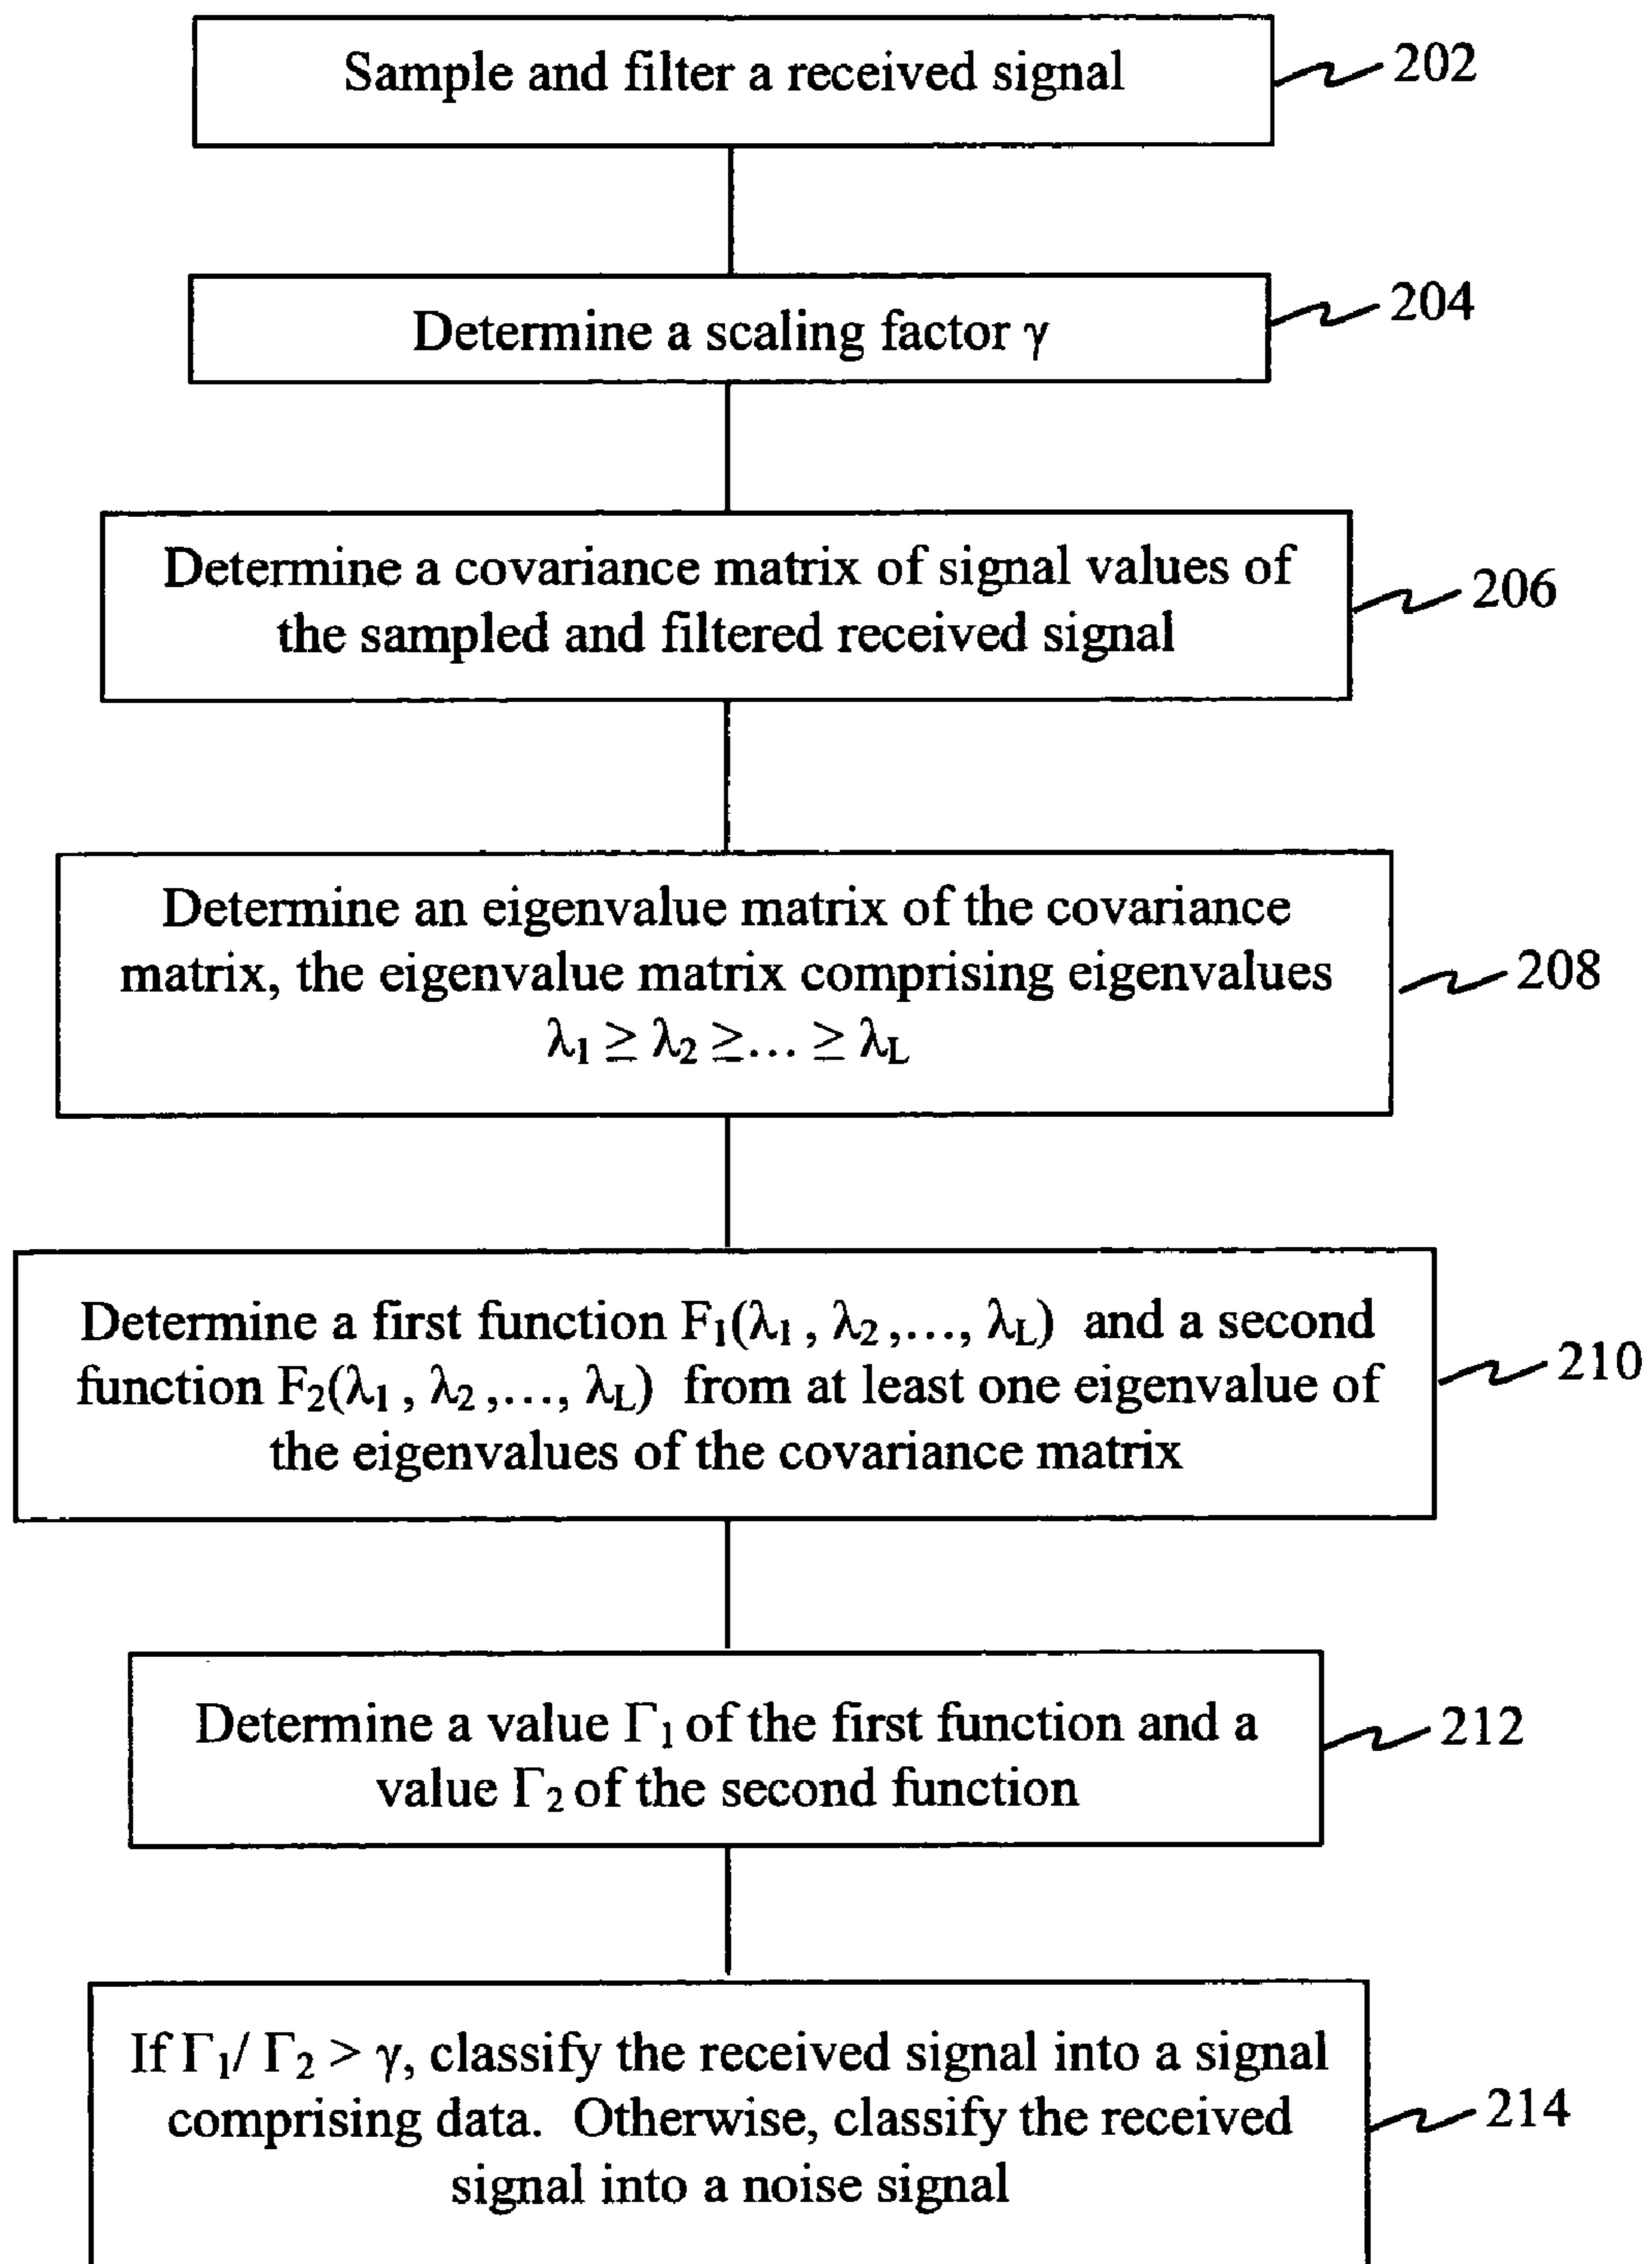 Sample and filter a received signal
202
Determine a scaling factor γ
204
Determine a covariance matrix of signal values of
the sampled and filtered received signal
206
Determine an eigenvalue matrix of the covariance
matrix, the eigenvalue matrix comprising eigenvalues
λ₁ ≥ λ₂ ≥... ≥ λL
208
Determine a first function F₁(λ₁ , λ₂ ,..., λL) and a second
function F₂(λ₁ , λ₂ ,..., λL) from at least one eigenvalue of
the eigenvalues of the covariance matrix
210
Determine a value Γ₁ of the first function and a
value Γ₂ of the second function
212
If Γ₁/ Γ₂ > γ, classify the received signal into a signal
comprising data. Otherwise, classify the received
signal into a noise signal
214